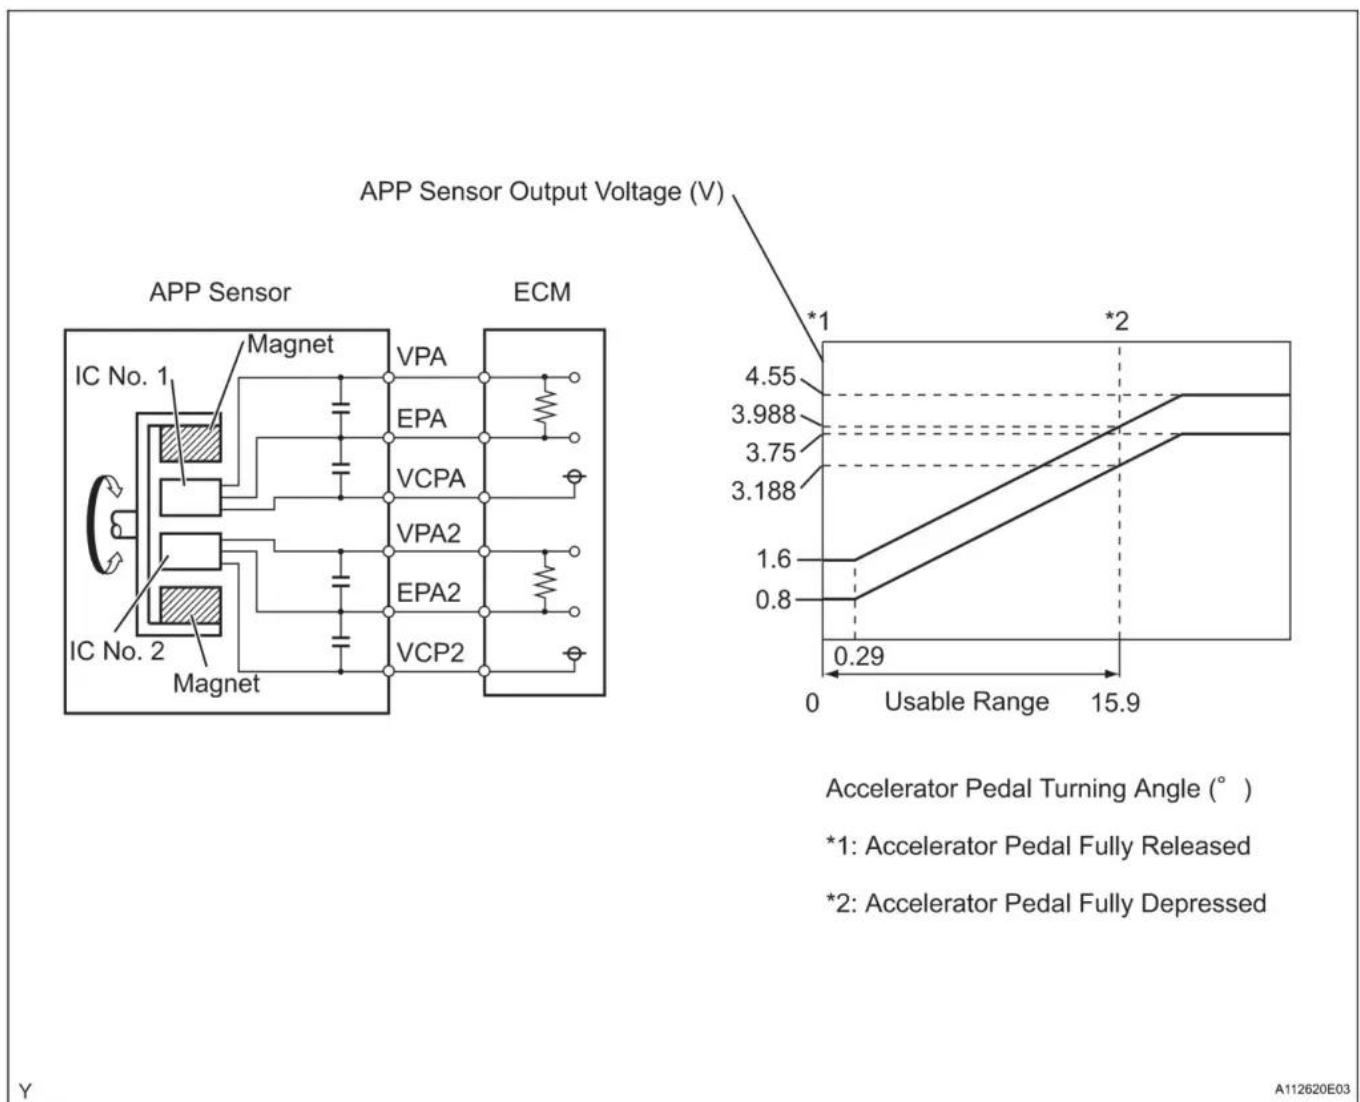 APP Sensor Output Voltage (V)
APP Sensor
ECM
Magnet
IC No. 1
VPA
EPA
VCPA
VPA2
EPA2
VCP2
IC No. 2
Magnet
*1
*2
4.55
3.988
3.75
3.188
1.6
0.8
0.29
0
Usable Range
15.9
Accelerator Pedal Turning Angle (° )
*1: Accelerator Pedal Fully Released
*2: Accelerator Pedal Fully Depressed
Y
A112620E03